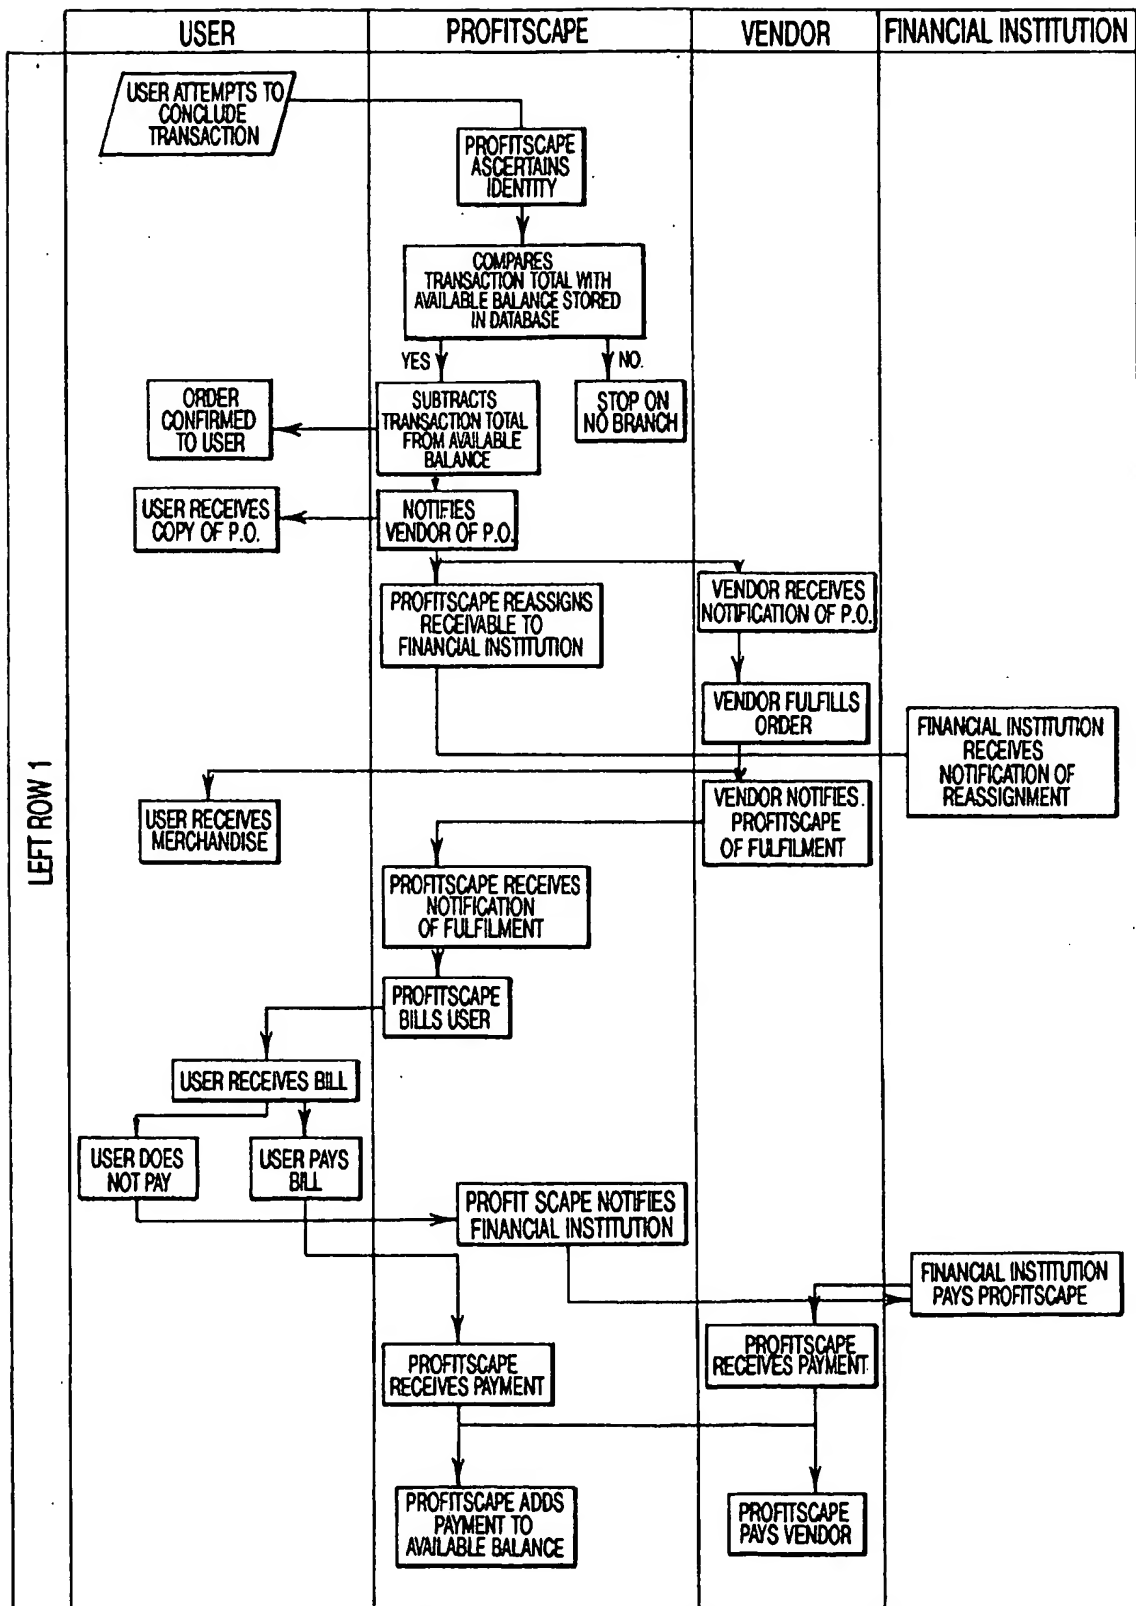 USER
PROFITSCAPE
VENDOR
FINANCIAL INSTITUTION
LEFT ROW 1
USER ATTEMPTS TO
CONCLUDE
TRANSACTION
PROFITSCAPE
ASCERTAINS
IDENTITY
COMPARES
TRANSACTION TOTAL WITH
AVAILABLE BALANCE STORED
IN DATABASE
YES
NO.
ORDER
CONFIRMED
TO USER
SUBTRACTS
TRANSACTION TOTAL
FROM AVAILABLE
BALANCE
STOP ON
NO BRANCH
USER RECEIVES
COPY OF P.O.
NOTIFIES
VENDOR OF P.O.
PROFITSCAPE REASSIGNS
RECEIVABLE TO
FINANCIAL INSTITUTION
VENDOR RECEIVES
NOTIFICATION OF P.O.
VENDOR FULFILLS
ORDER
FINANCIAL INSTITUTION
RECEIVES
NOTIFICATION OF
REASSIGNMENT
USER RECEIVES
MERCHANDISE
VENDOR NOTIFIES.
PROFITSCAPE
OF FULFILMENT
PROFITSCAPE RECEIVES
NOTIFICATION
OF FULFILMENT
PROFITSCAPE
BILLS USER
USER RECEIVES BILL
USER DOES
NOT PAY
USER PAYS
BILL
PROFIT SCAPE NOTIFIES
FINANCIAL INSTITUTION
FINANCIAL INSTITUTION
PAYS PROFITSCAPE
PROFITSCAPE
RECEIVES PAYMENT
PROFITSCAPE
RECEIVES PAYMENT.
PROFITSCAPE ADDS
PAYMENT TO
AVAILABLE BALANCE
PROFITSCAPE
PAYS VENDOR